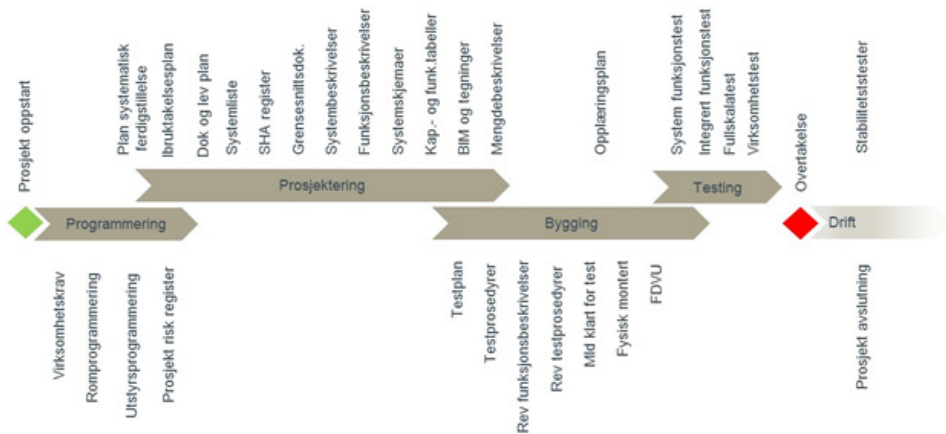 Prosjekt oppstart
Plan systematisk
ferdigstillelse
Ibruktakelsesplan
Dok og lev plan
Systemliste
SHA register
Grensesnittsdok.
Systembeskrivelser
Funksjonsbeskrivelser
Systemskjemaer
Kap.- og funk.tabeller
BIM og tegninger
Mengdebeskrivelser
Opplæringsplan
System funksjonstest
Integrert funksjonstest
Fullskalatest
Virksomhetstest
Overtakelse
Stabilitetststester
Prosjektering
Testing
Programmering
Bygging
Drift
Virksomhetskrav
Romprogrammering
Utstyrsprogrammering
Prosjekt risk register
Testplan
Testprosedyrer
Rev funksjonsbeskrivelser
Rev testprosedyrer
Mld klart for test
Fysisk montert
FDVU
Prosjekt avslutning